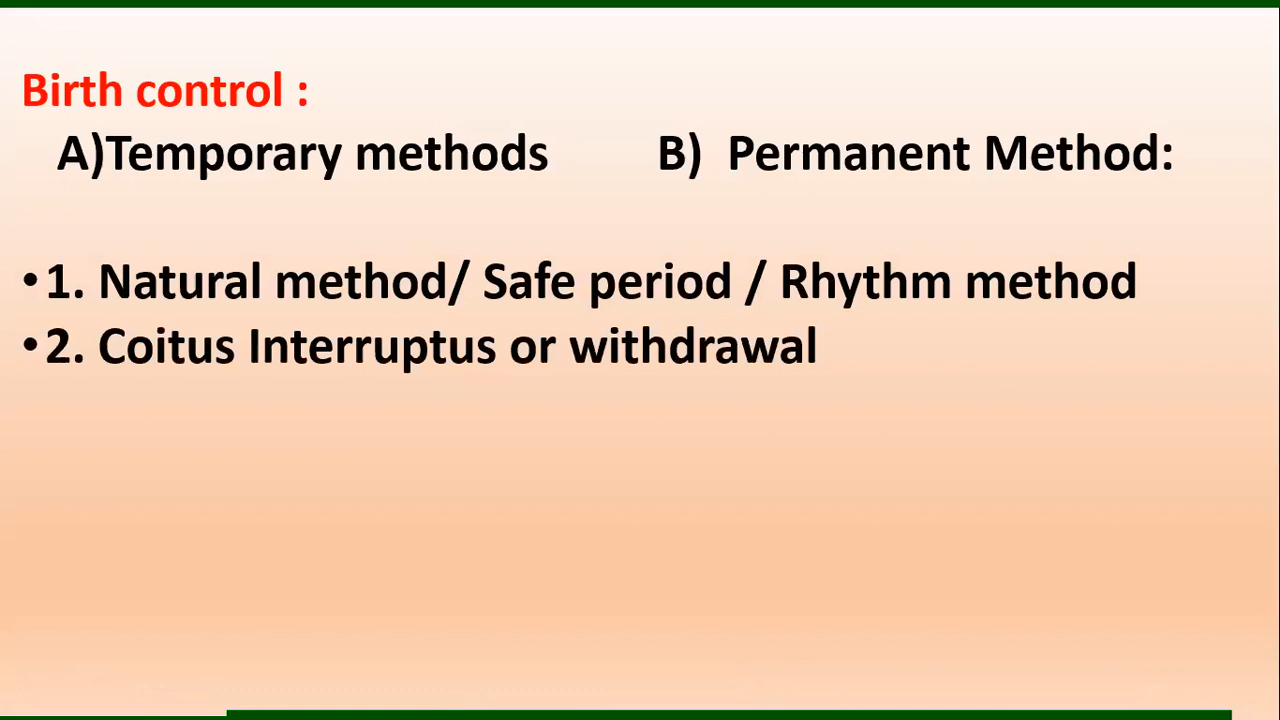 Birth control :
A)Temporary methods B) Permanent Method:
• 1. Natural method/ Safe period / Rhythm method
• 2. Coitus Interruptus or withdrawal